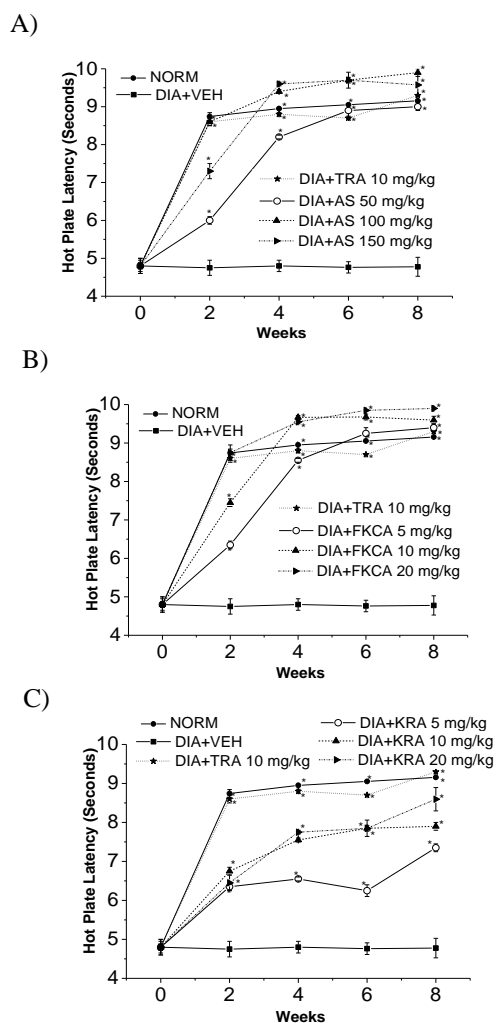 A)
10
9
8
7
6
5
4
Hot Plate Latency (Seconds)
NORM
DIA+VEH
DIA+TRA 10 mg/kg
DIA+AS 50 mg/kg
DIA+AS 100 mg/kg
DIA+AS 150 mg/kg
0 2 4 6 8
Weeks
B)
10
9
8
7
6
5
4
Hot Plate Latency (Seconds)
NORM
DIA+VEH
DIA+TRA 10 mg/kg
DIA+FKCA 5 mg/kg
DIA+FKCA 10 mg/kg
DIA+FKCA 20 mg/kg
0 2 4 6 8
Weeks
C)
NORM
DIA+VEH
DIA+TRA 10 mg/kg
DIA+KRA 5 mg/kg
DIA+KRA 10 mg/kg
DIA+KRA 20 mg/kg
10
9
8
7
6
5
4
Hot Plate Latency (Seconds)
0 2 4 6 8
Weeks